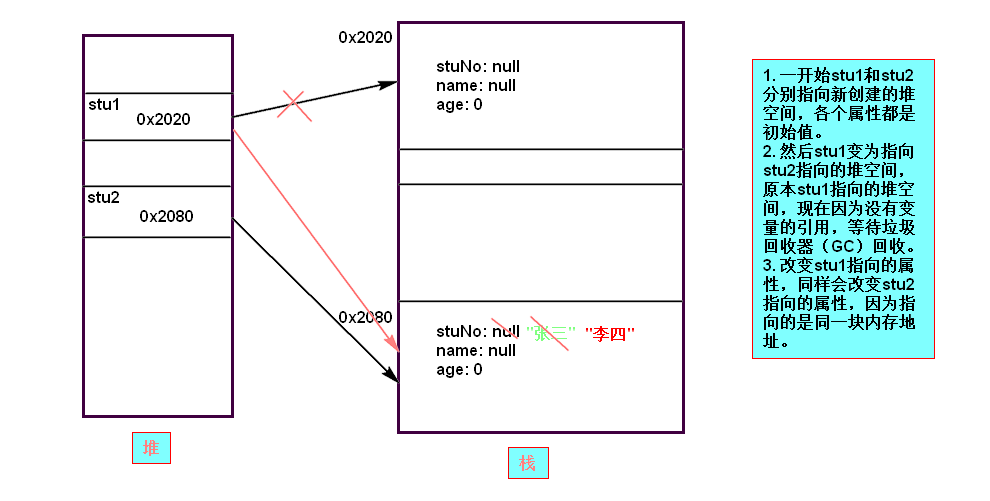 0x2020
stuNo: null
name: null
age: 0
stu1
0x2020
stu2
0x2080
0x2080
stuNo: null "张三" "李四"
name: null
age: 0
堆
栈
1. 一开始stu1和stu2
分别指向新创建的堆
空间，各个属性都是
初始值。
2. 然后stu1变为指向
stu2指向的堆空间，
原本stu1指向的堆空
间，现在因为没有变
量的引用，等待垃圾
回收器（GC）回收。
3. 改变stu1指向的属
性，同样会改变stu2
指向的属性，因为指
向的是同一块内存地
址。